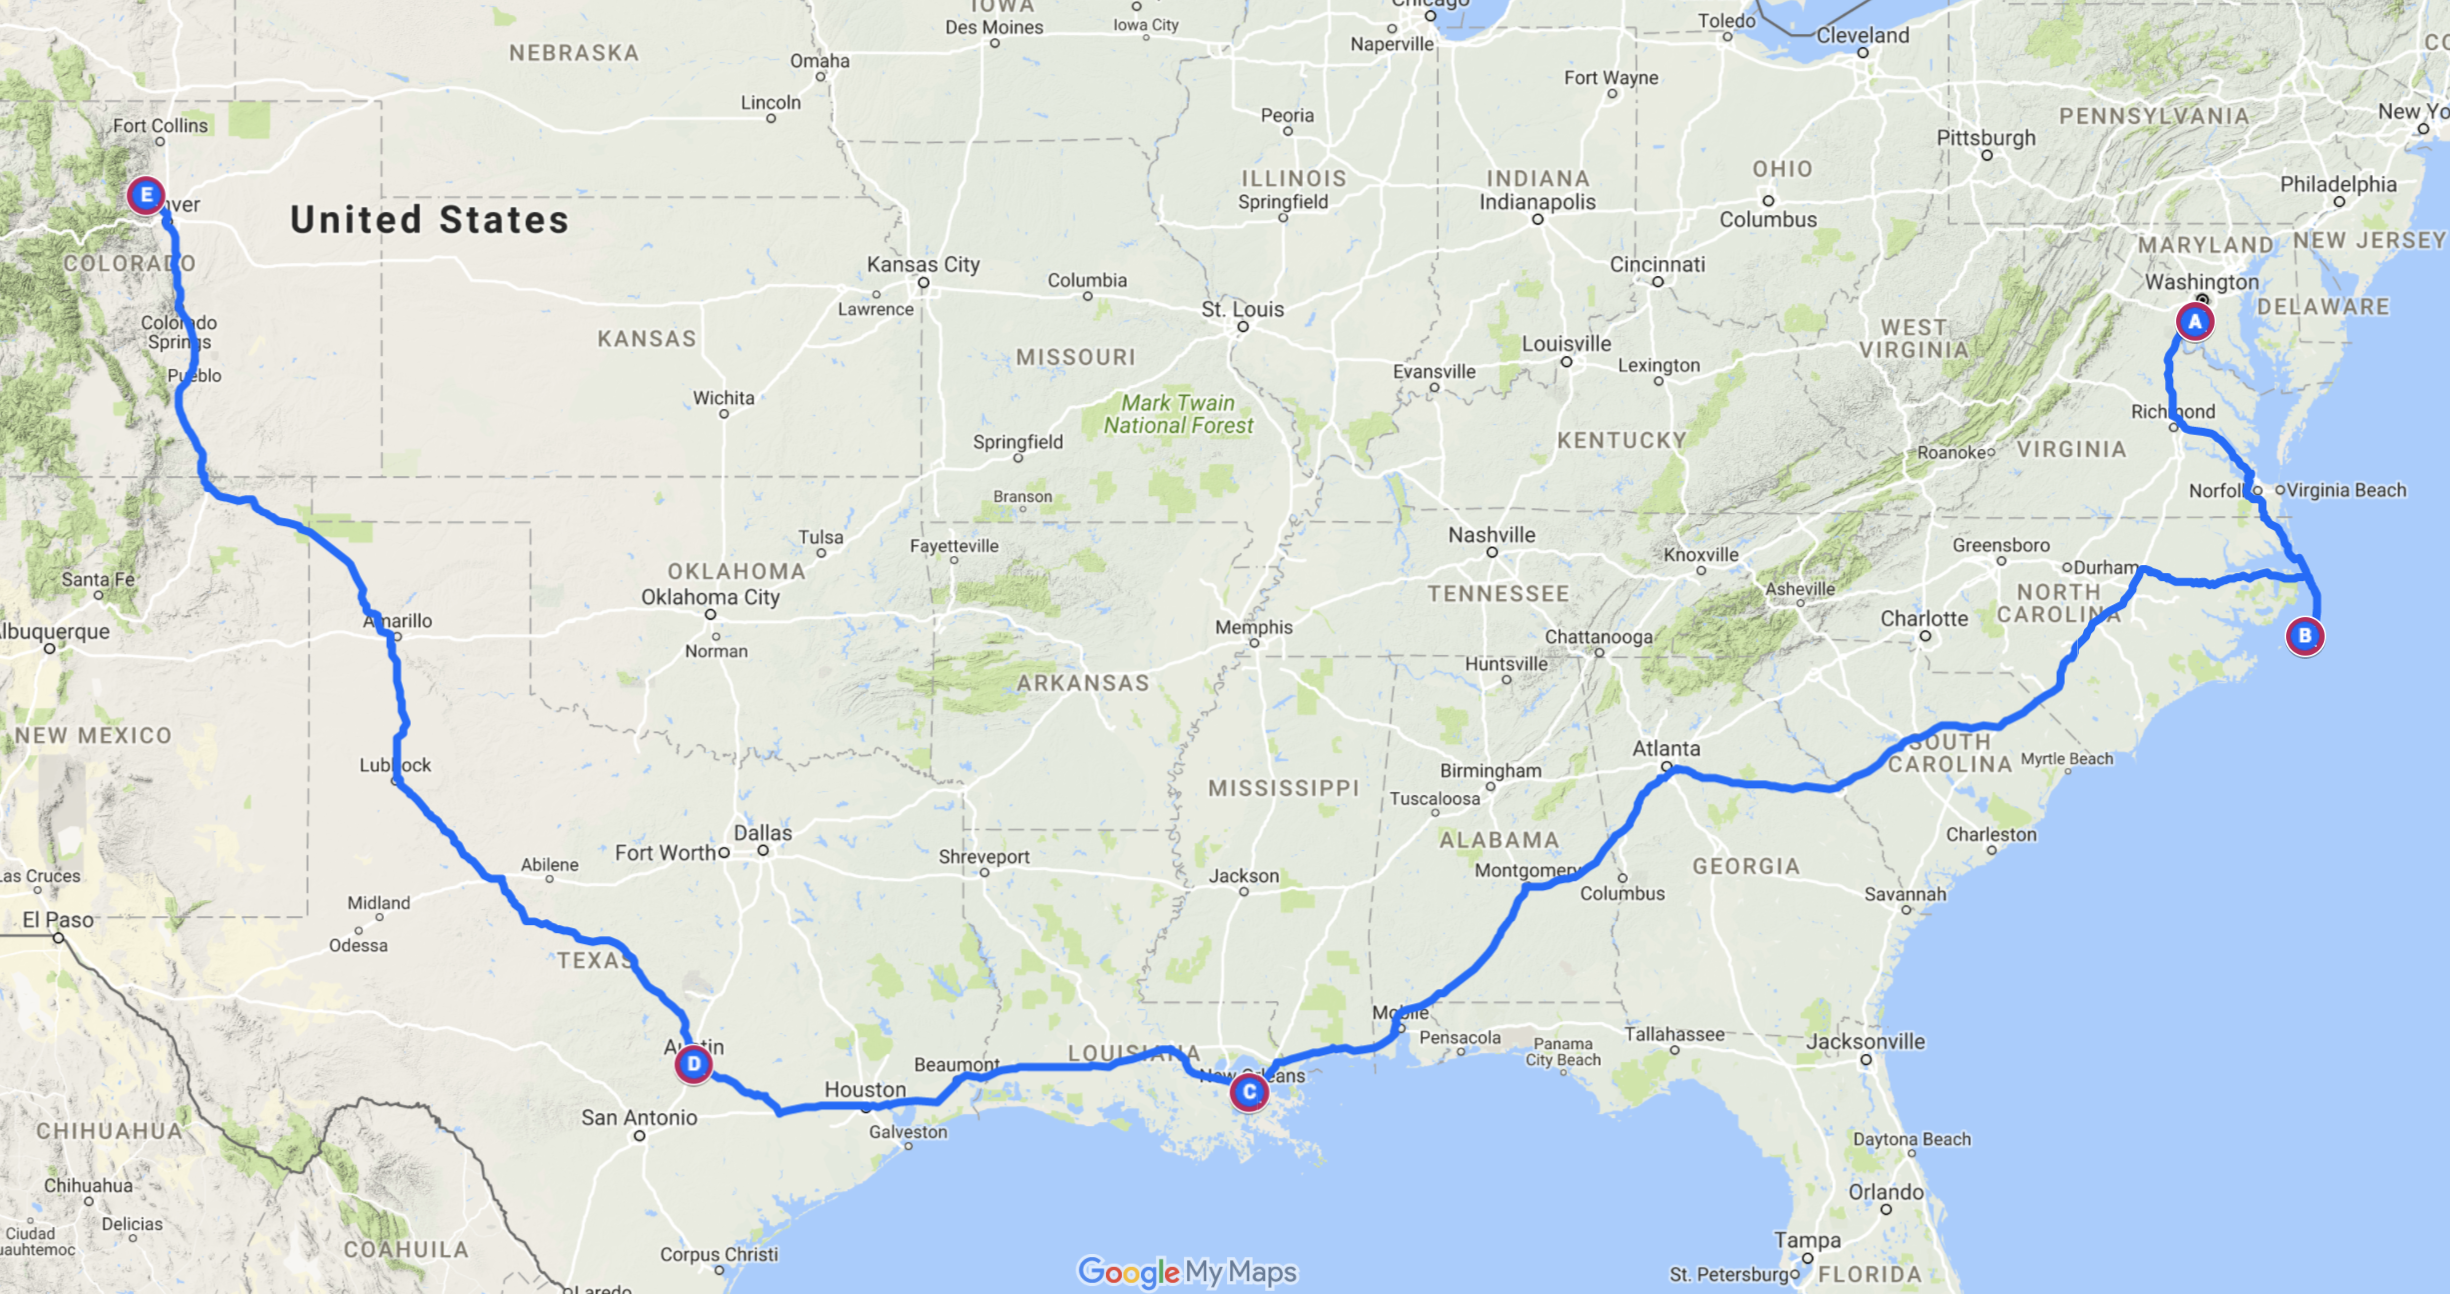 IOWA
Chicago
Des Moines
Iowa City
Toledo
Cleveland
NEBRASKA
Naperville
Omaha
Fort Wayne
Lincoln
Peoria
PENNSYLVANIA
New Yo
Fort Collins
Pittsburgh
ILLINOIS
INDIANA
OHIO
Philadelphia
E
nver
Springfield
Indianapolis
Columbus
United States
MARYLAND
NEW JERSEY
COLORADO
Kansas City
Cincinnati
Columbia
Washington
Lawrence
St. Louis
DELAWARE
A
Colorado
Springs
KANSAS
WEST
VIRGINIA
MISSOURI
Louisville
Lexington
Pueblo
Evansville
Wichita
Mark Twain
National Forest
Richmond
Springfield
KENTUCKY
Roanoke
VIRGINIA
Branson
Norfolk
Virginia Beach
Tulsa
Fayetteville
Nashville
Knoxville
Greensboro
Durham
Santa Fe
OKLAHOMA
Oklahoma City
TENNESSEE
Asheville
NORTH
CAROLINA
lbuquerque
Amarillo
Memphis
Charlotte
B
Norman
Chattanooga
Huntsville
ARKANSAS
NEW MEXICO
Lubbock
Atlanta
SOUTH
CAROLINA
Myrtle Beach
Birmingham
MISSISSIPPI
Tuscaloosa
Dallas
Fort Worth
ALABAMA
Charleston
Las Cruces
Abilene
Shreveport
Jackson
Montgomery
Columbus
GEORGIA
Savannah
El Paso
Midland
Odessa
TEXAS
Mobile
Pensacola
Tallahassee
Panama
City Beach
Jacksonville
Austin
D
Beaumont
LOUISIANA
New Orleans
C
Houston
San Antonio
Galveston
CHIHUAHUA
Daytona Beach
Chihuahua
Orlando
Delicias
Ciudad
uauhtemoc
COAHUILA
Corpus Christi
Google My Maps
Tampa
St. Petersburg
FLORIDA
Laredo